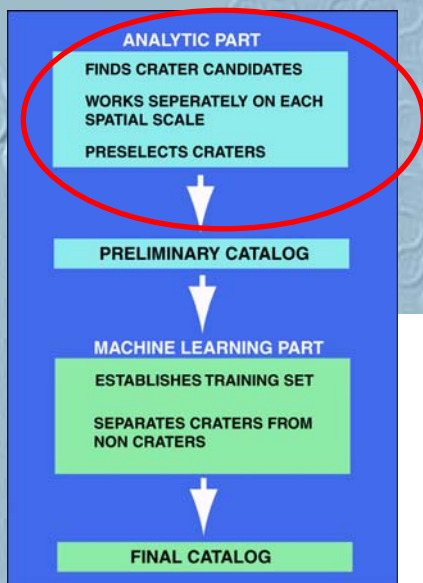 ANALYTIC PART
FINDS CRATER CANDIDATES
WORKS SEPERATELY ON EACH
SPATIAL SCALE
PRESELECTS CRATERS
PRELIMINARY CATALOG
MACHINE LEARNING PART
ESTABLISHES TRAINING SET
SEPARATES CRATERS FROM
NON CRATERS
FINAL CATALOG